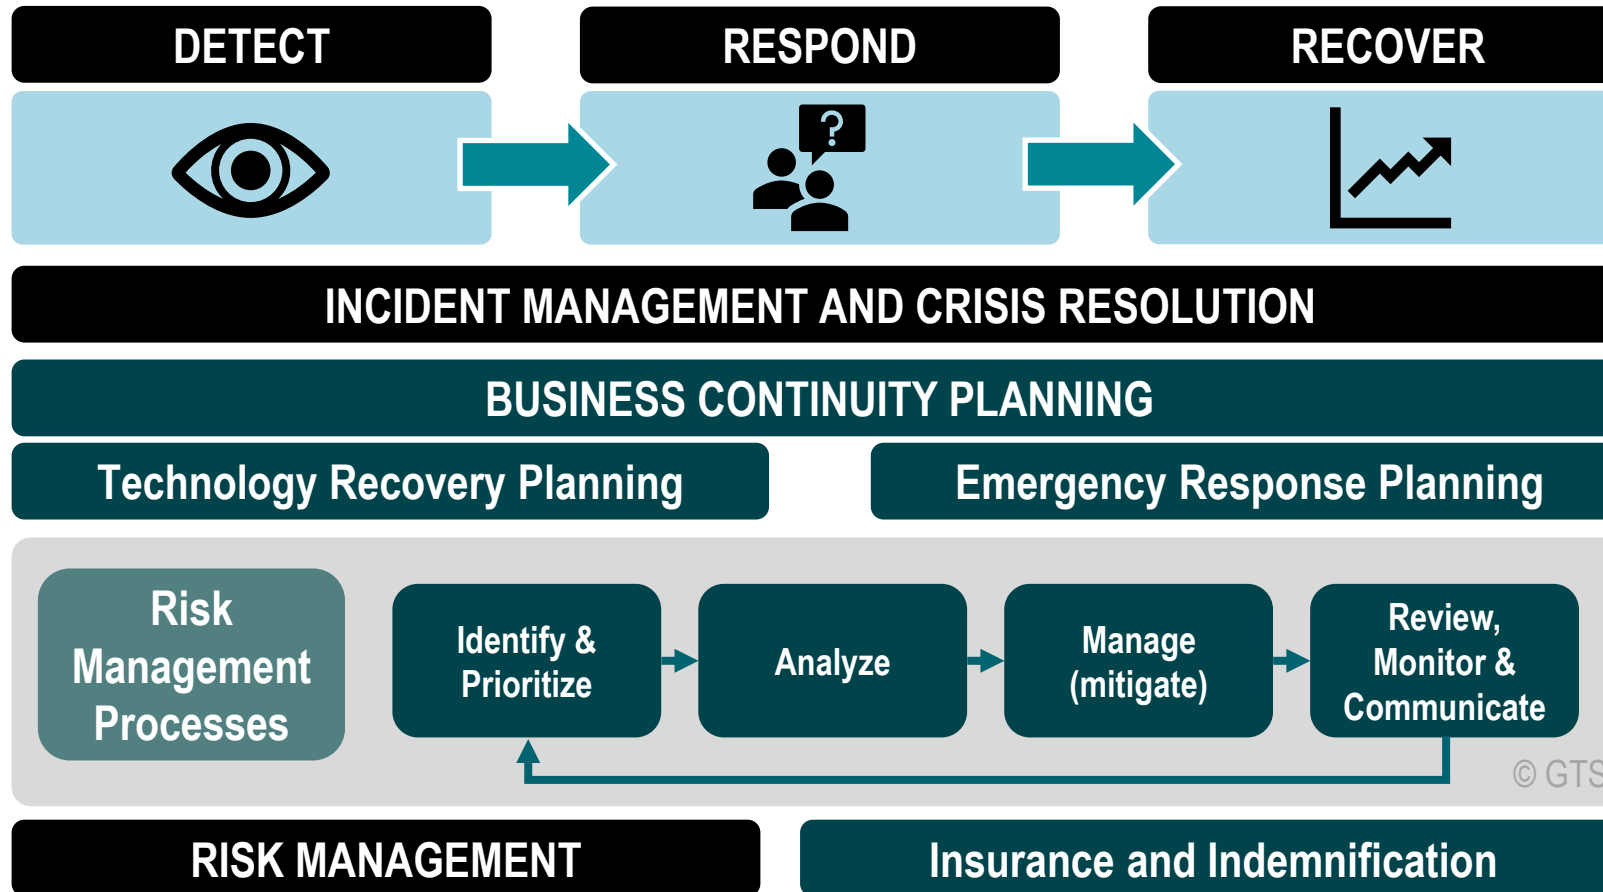 DETECT
RESPOND
RECOVER
?
INCIDENT MANAGEMENT AND CRISIS RESOLUTION
BUSINESS CONTINUITY PLANNING
Technology Recovery Planning
Emergency Response Planning
Risk
Management
Processes
Identify &
Prioritize
Analyze
Manage
(mitigate)
Review,
Monitor &
Communicate
© GTS
RISK MANAGEMENT
Insurance and Indemnification